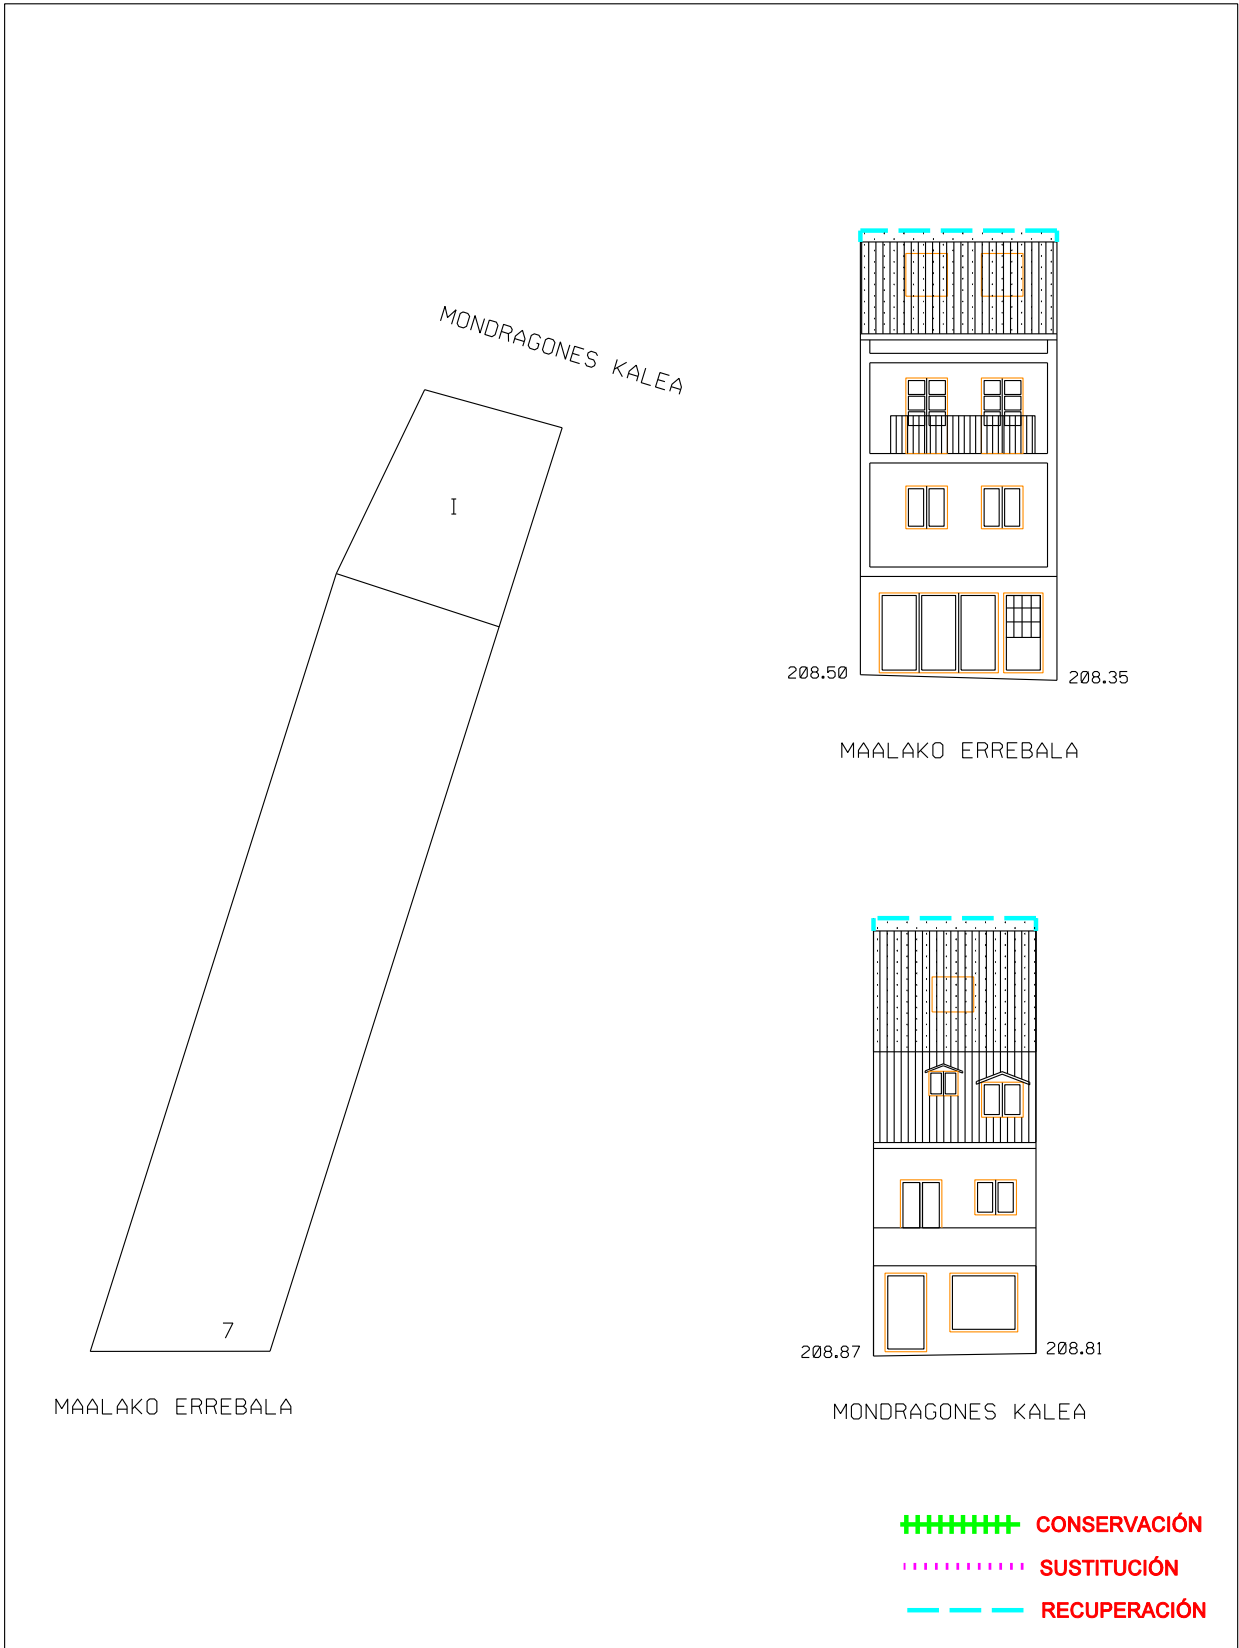 MONDRAGONES KALEA
I
7
MAALAKO ERREBALA
208.50
208.35
MAALAKO ERREBALA
208.87
208.81
MONDRAGONES KALEA
CONSERVACIÓN
SUSTITUCIÓN
RECUPERACIÓN